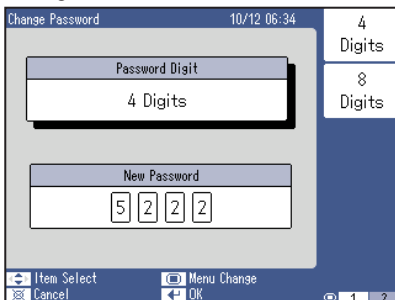 Change Password 10/12 06:34
4
Digits
8
Digits
Password Digit
4 Digits
New Password
5 2 2 2
Item Select Menu Change
Cancel OK 1 2